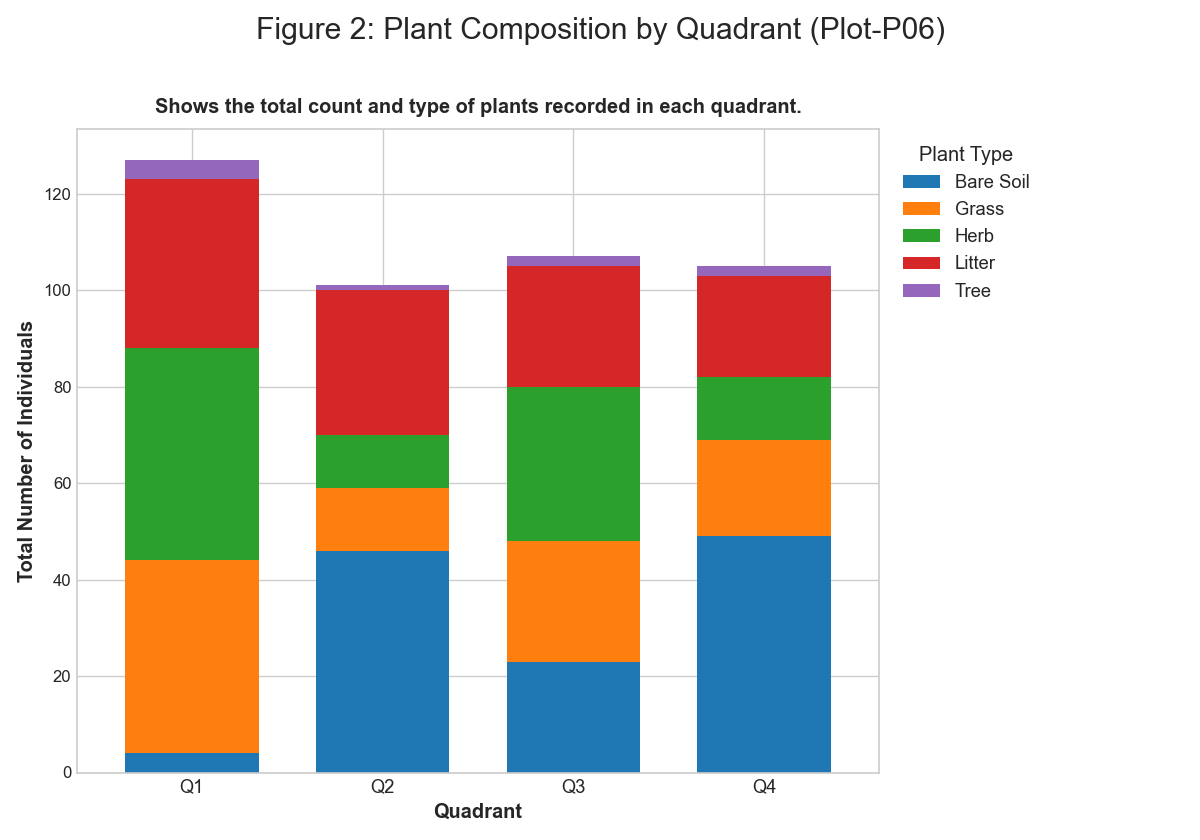 Figure 2: Plant Composition by Quadrant (Plot-P06)
Shows the total count and type of plants recorded in each quadrant.
Plant Type
Bare Soil
Grass
Herb
Litter
Tree
Total Number of Individuals
120
100
80
60
40
20
0
Q1 Q2 Q3 Q4
Quadrant